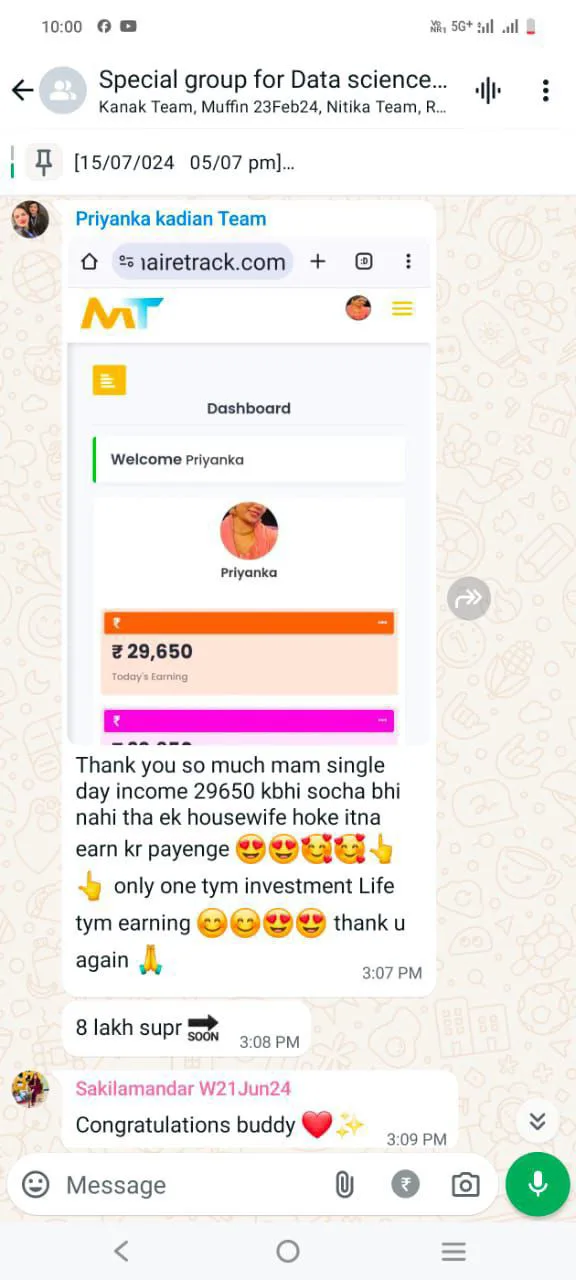 10:00
Vo NR1 5G+
Special group for Data science...
Kanak Team, Muffin 23Feb24, Nitika Team, R...
[15/07/024 05/07 pm]...
Priyanka kadian Team
airetrack.com
MT
Dashboard
Welcome Priyanka
Priyanka
₹
₹ 29,650
Today's Earning
₹
Thank you so much mam single
day income 29650 kbhi socha bhi
nahi tha ek housewife hoke itna
earn kr payenge 😍😍🥰🥰👆
👆 only one tym investment Life
tym earning 😊😊😍😍 thank u
again 🙏
3:07 PM
8 lakh supr 🔜
3:08 PM
Sakilamandar W21Jun24
Congratulations buddy ❤️✨
3:09 PM
Message